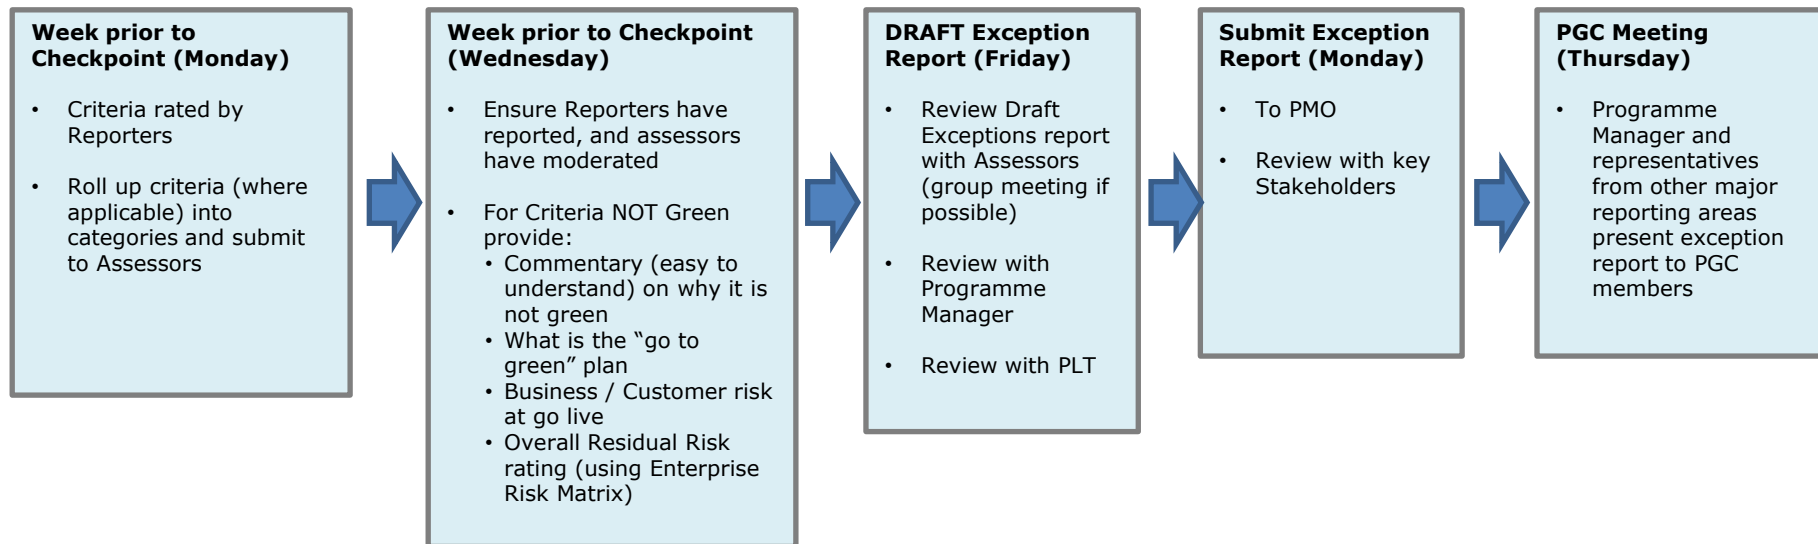 Week prior to
Checkpoint (Monday)
• Criteria rated by
Reporters
• Roll up criteria (where
applicable) into
categories and submit
to Assessors
Week prior to Checkpoint
(Wednesday)
• Ensure Reporters have
reported, and assessors
have moderated
• For Criteria NOT Green
provide:
• Commentary (easy to
understand) on why it is
not green
• What is the “go to
green” plan
• Business / Customer risk
at go live
• Overall Residual Risk
rating (using Enterprise
Risk Matrix)
DRAFT Exception
Report (Friday)
• Review Draft
Exceptions report
with Assessors
(group meeting if
possible)
• Review with
Programme
Manager
• Review with PLT
Submit Exception
Report (Monday)
• To PMO
• Review with key
Stakeholders
PGC Meeting
(Thursday)
• Programme
Manager and
representatives
from other major
reporting areas
present exception
report to PGC
members